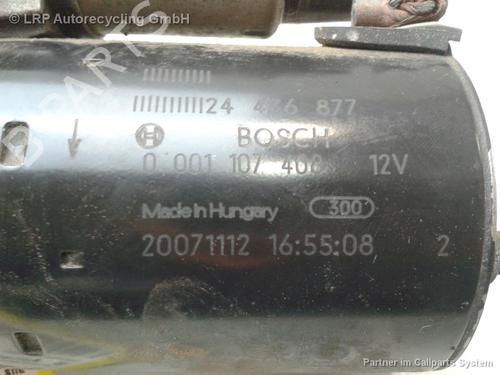 © LRP Autorecycling GmbH
24 436 877
BOSCH
0 001 107 408 12V
Made in Hungary 300
20071112 16:55:08 2
Partner im Callparts System